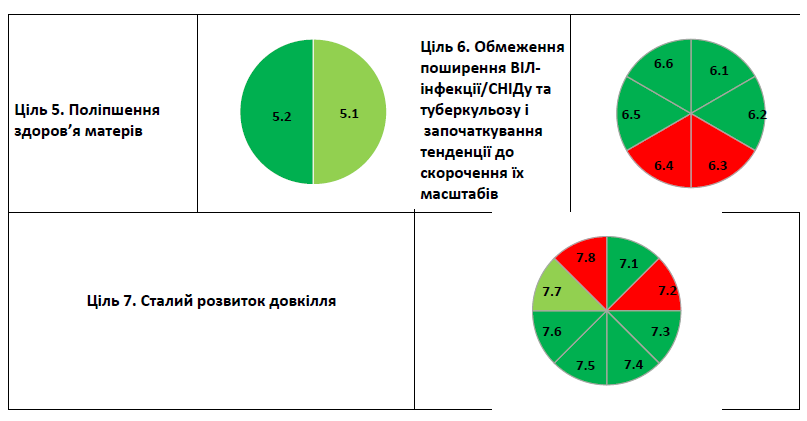 Ціль 5. Поліпшення
здоров’я матерів
5.2
5.1
Ціль 6. Обмеження
поширення ВІЛ-
інфекції/СНІДу та
туберкульозу і
започаткування
тенденції до
скорочення їх
масштабів
6.6
6.1
6.5
6.2
6.4
6.3
Ціль 7. Сталий розвиток довкілля
7.8
7.1
7.7
7.2
7.6
7.3
7.5
7.4